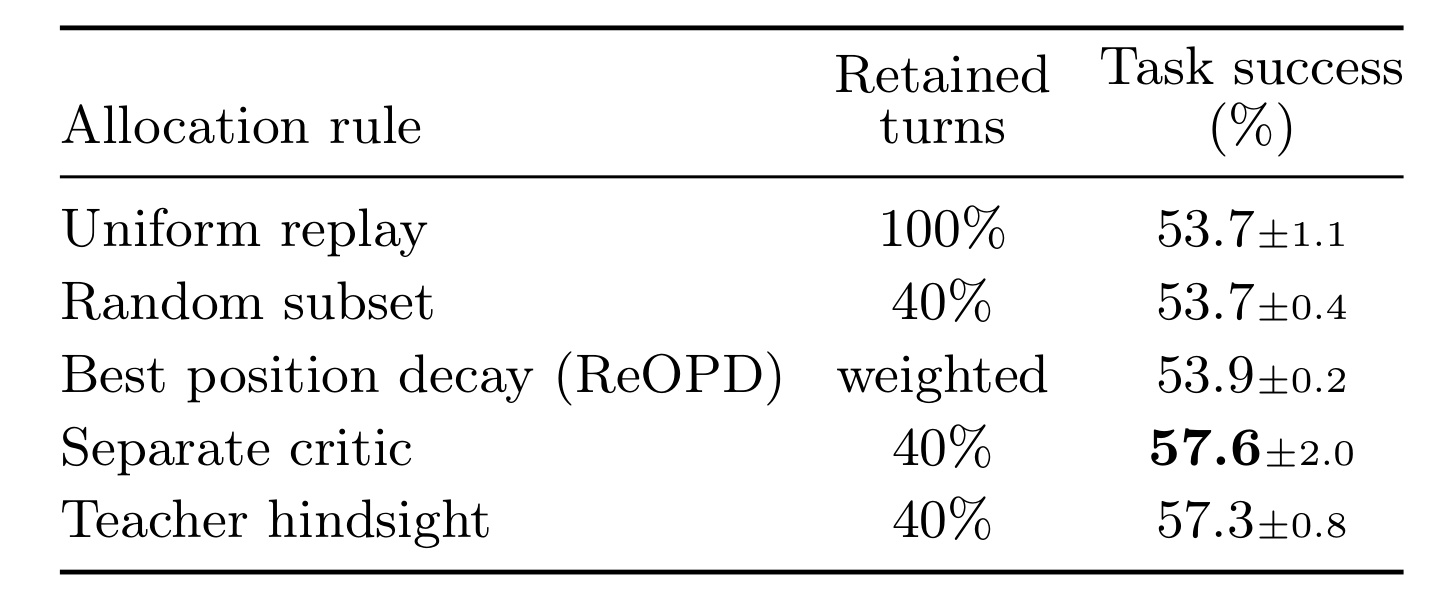 Allocation rule Retained turns Task success (%)
Uniform replay 100% 53.7±1.1
Random subset 40% 53.7±0.4
Best position decay (ReOPD) weighted 53.9±0.2
Separate critic 40% 57.6±2.0
Teacher hindsight 40% 57.3±0.8